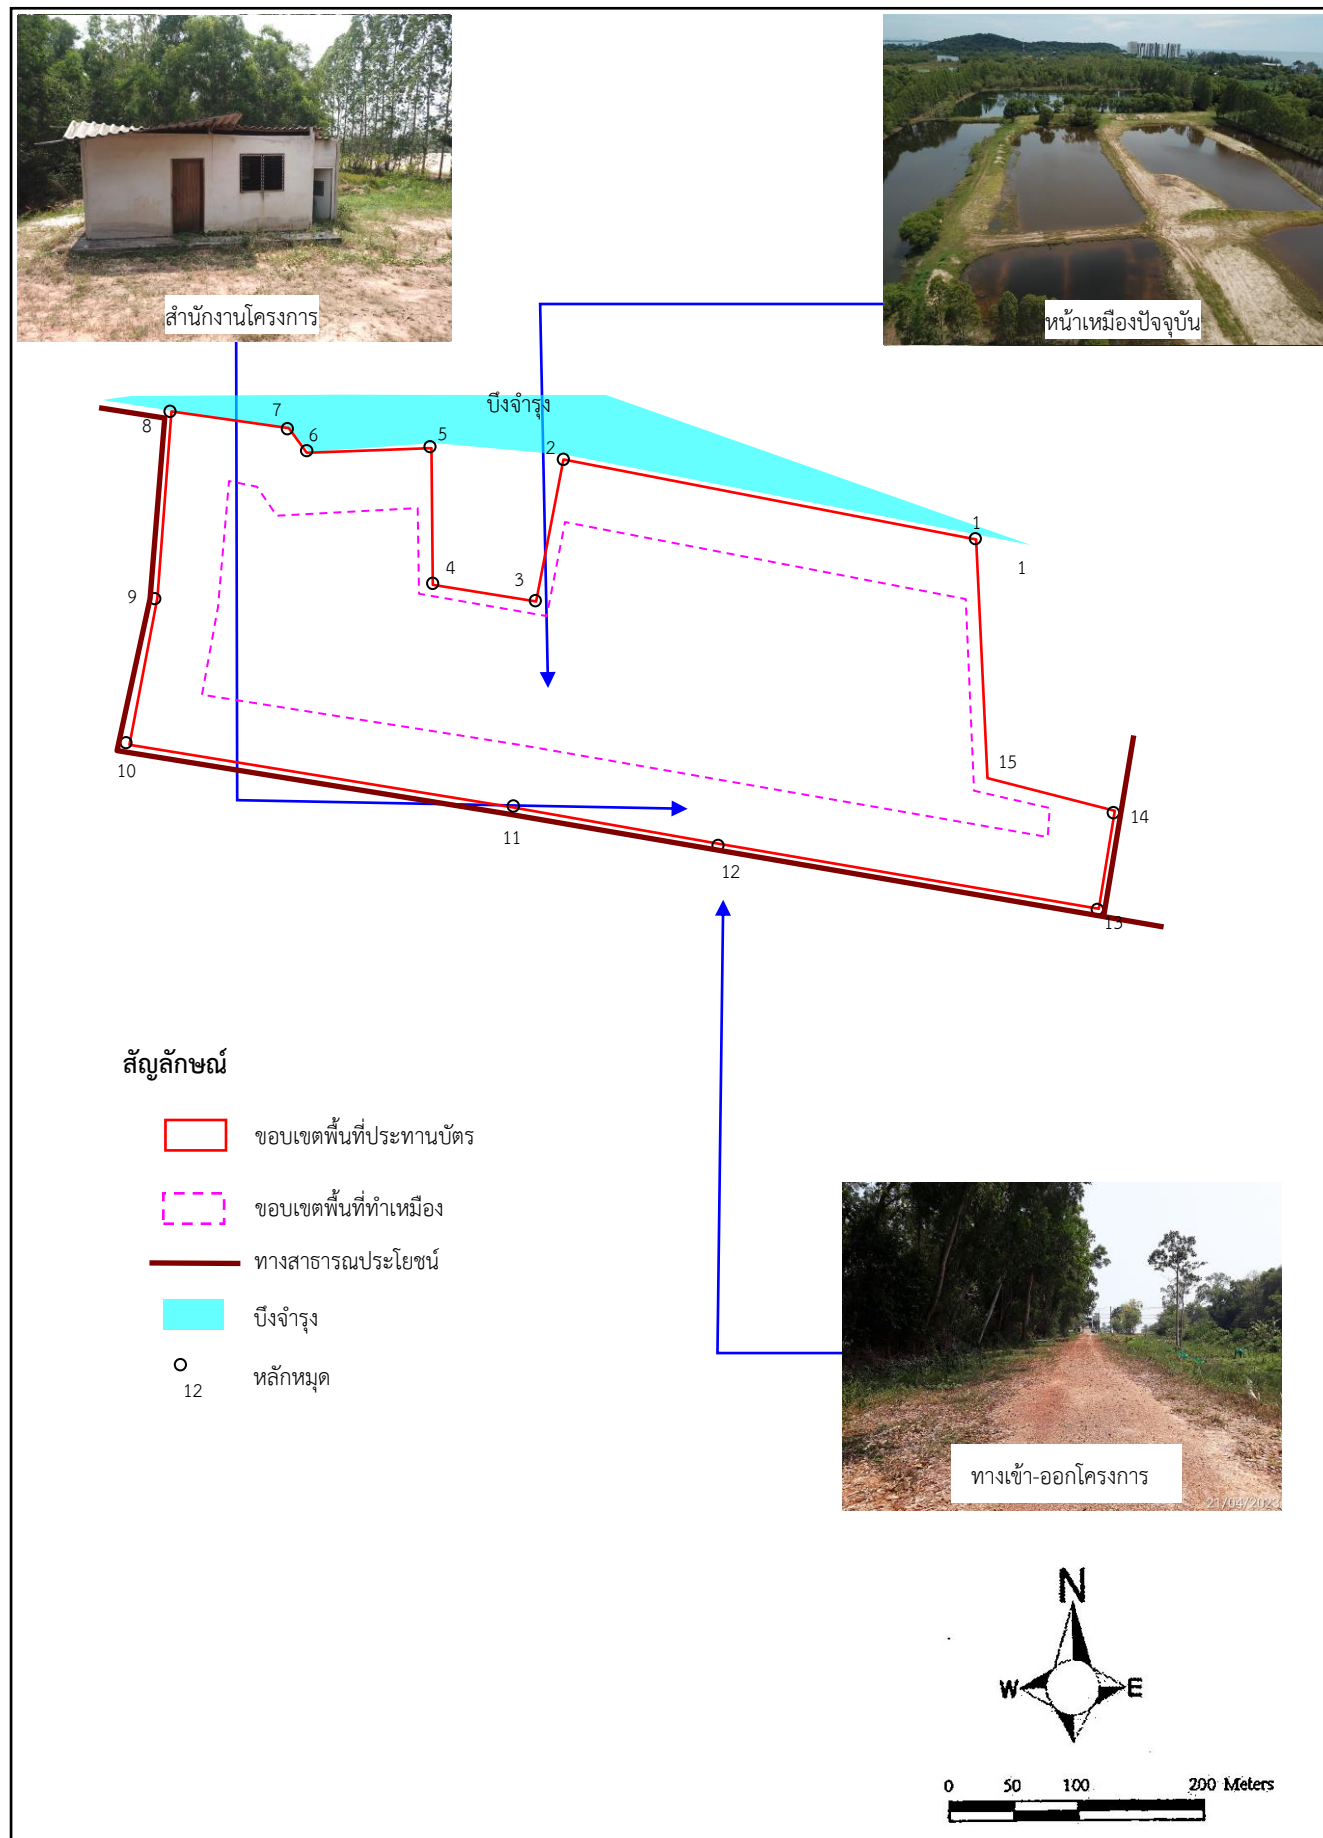 สำนักงานโครงการ
หน้าเหมืองปัจจุบัน
บึงจำรุง
8
7
6
5
2
1
1
4
3
9
10
15
14
11
12
13
สัญลักษณ์
ขอบเขตพื้นที่ประทานบัตร
ขอบเขตพื้นที่ทำเหมือง
ทางสาธารณประโยชน์
บึงจำรุง
12 หลักหมุด
ทางเข้า-ออกโครงการ
21/04/2023
N
W E
0 50 100 200 Meters